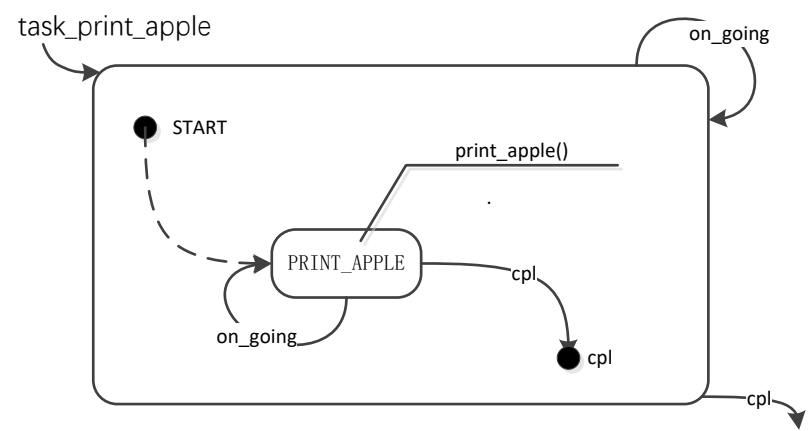 task_print_apple
on_going
START
print_apple()
.
PRINT_APPLE
cpl
on_going
cpl
cpl